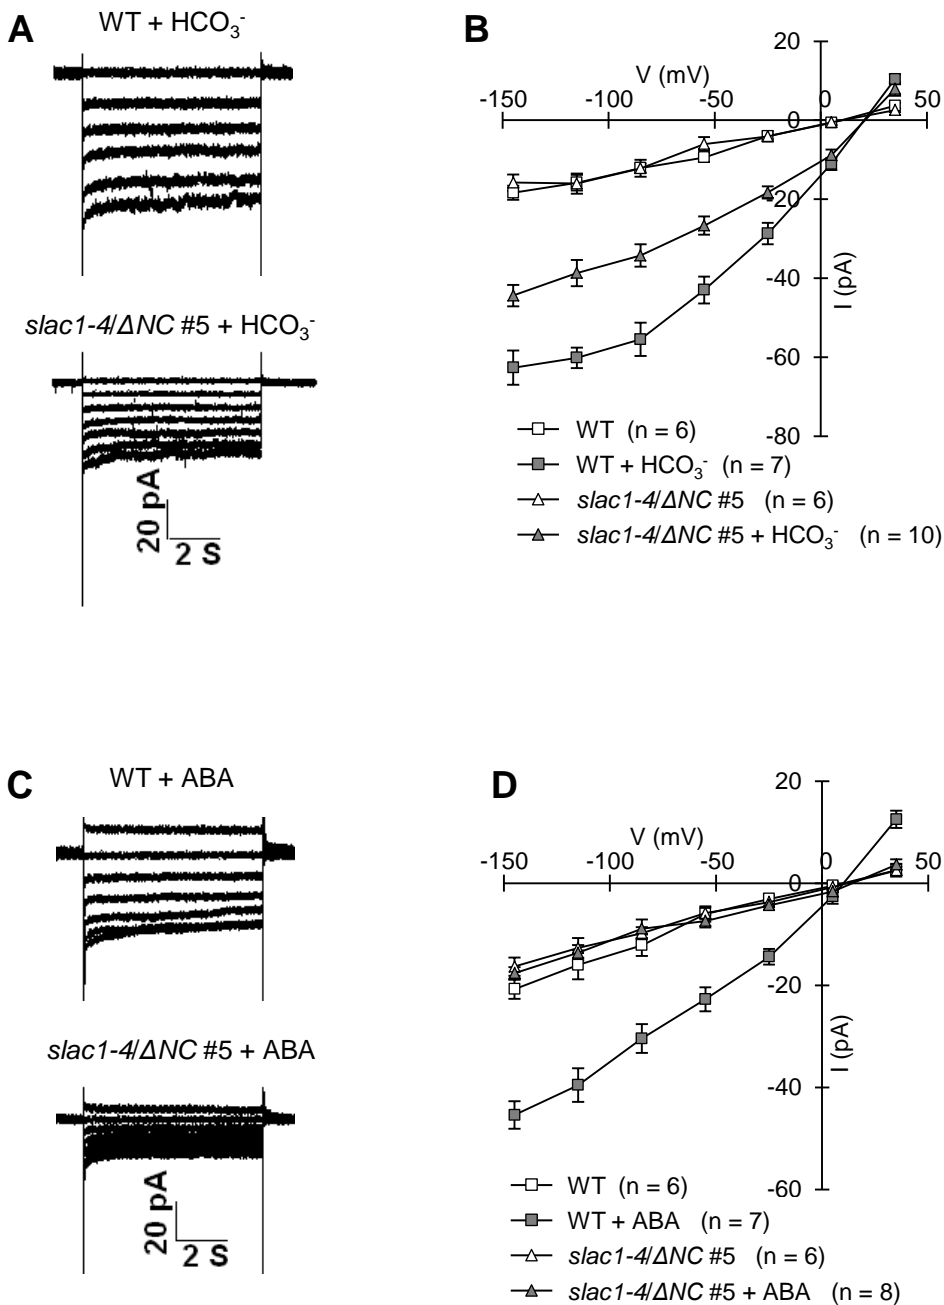 A
WT + HCO₃⁻
slac1-4/ΔNC #5 + HCO₃⁻
20 pA
2 S
B
20
V (mV)
-150
-100
-50
0
50
-20
-40
-60
-80
I (pA)
WT (n = 6)
WT + HCO₃⁻ (n = 7)
slac1-4/ΔNC #5 (n = 6)
slac1-4/ΔNC #5 + HCO₃⁻ (n = 10)
C
WT + ABA
slac1-4/ΔNC #5 + ABA
20 pA
2 S
D
20
V (mV)
-150
-100
-50
0
50
-20
-40
-60
I (pA)
WT (n = 6)
WT + ABA (n = 7)
slac1-4/ΔNC #5 (n = 6)
slac1-4/ΔNC #5 + ABA (n = 8)